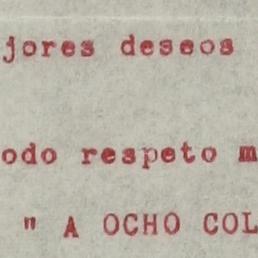 jores deseos
odo respeto m
" A OCHO COL